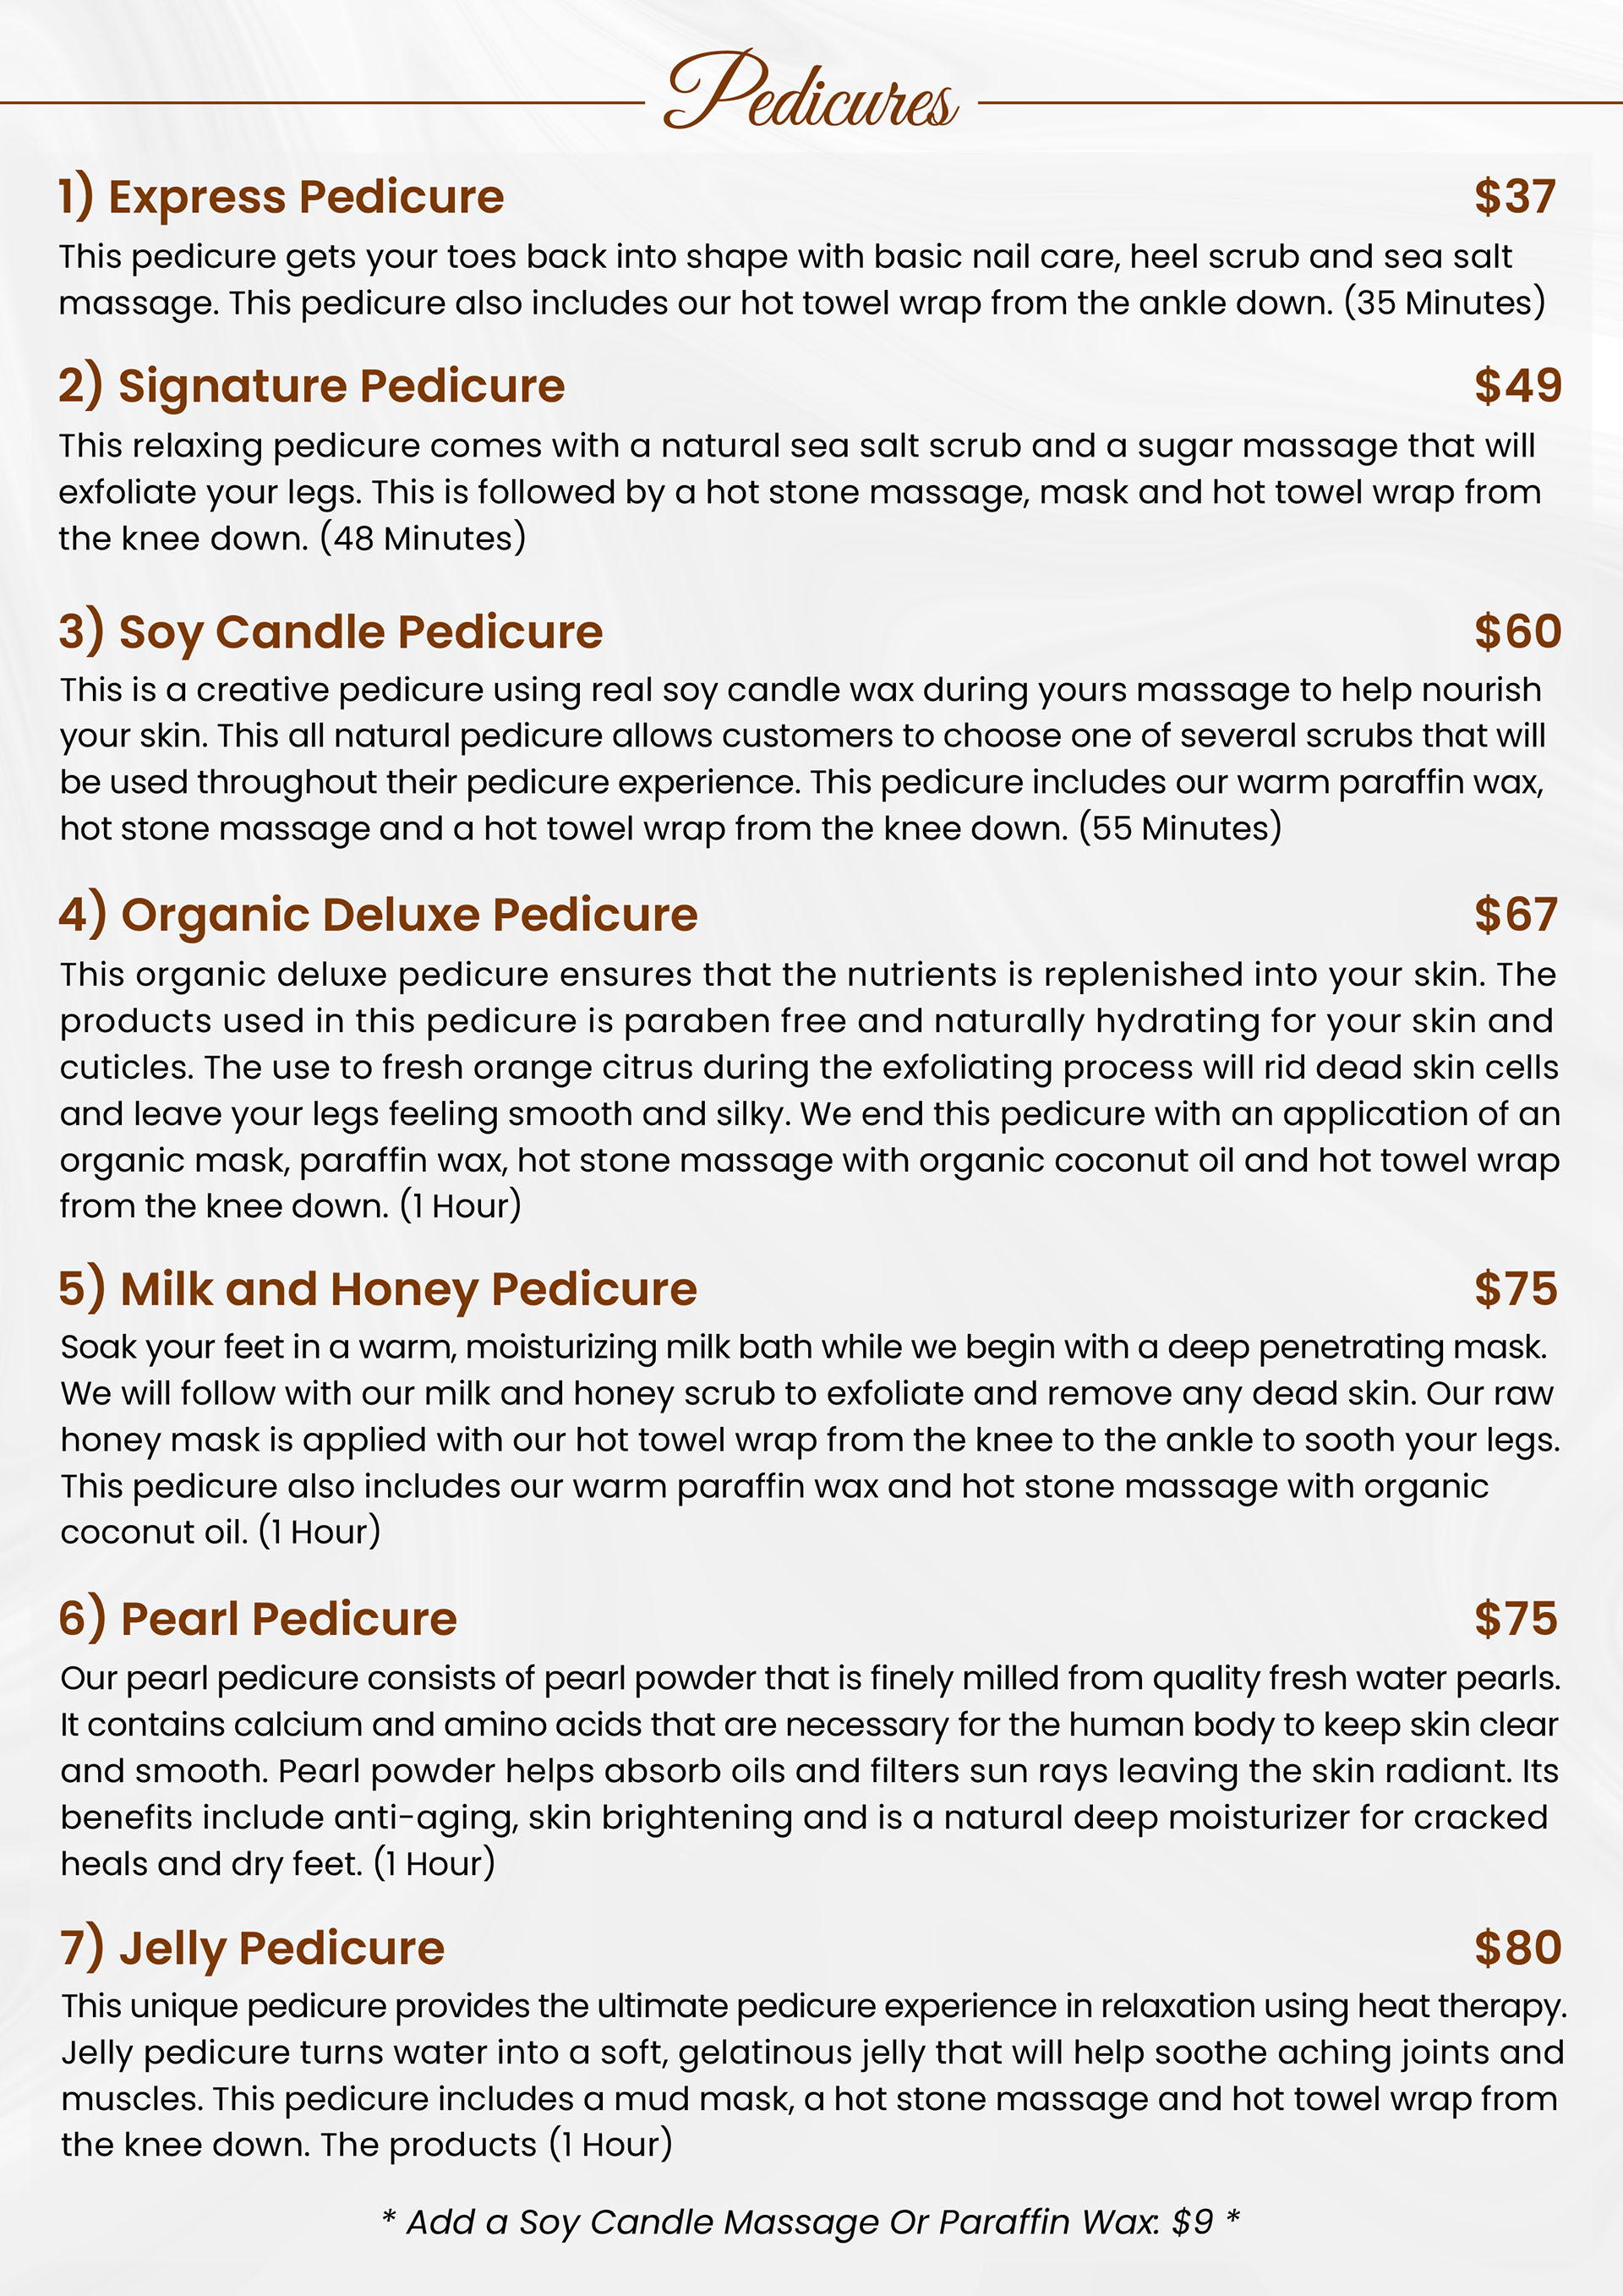 Pedicures
1) Express Pedicure $37
This pedicure gets your toes back into shape with basic nail care, heel scrub and sea salt
massage. This pedicure also includes our hot towel wrap from the ankle down. (35 Minutes)
2) Signature Pedicure $49
This relaxing pedicure comes with a natural sea salt scrub and a sugar massage that will
exfoliate your legs. This is followed by a hot stone massage, mask and hot towel wrap from
the knee down. (48 Minutes)
3) Soy Candle Pedicure $60
This is a creative pedicure using real soy candle wax during yours massage to help nourish
your skin. This all natural pedicure allows customers to choose one of several scrubs that will
be used throughout their pedicure experience. This pedicure includes our warm paraffin wax,
hot stone massage and a hot towel wrap from the knee down. (55 Minutes)
4) Organic Deluxe Pedicure $67
This organic deluxe pedicure ensures that the nutrients is replenished into your skin. The
products used in this pedicure is paraben free and naturally hydrating for your skin and
cuticles. The use to fresh orange citrus during the exfoliating process will rid dead skin cells
and leave your legs feeling smooth and silky. We end this pedicure with an application of an
organic mask, paraffin wax, hot stone massage with organic coconut oil and hot towel wrap
from the knee down. (1 Hour)
5) Milk and Honey Pedicure $75
Soak your feet in a warm, moisturizing milk bath while we begin with a deep penetrating mask.
We will follow with our milk and honey scrub to exfoliate and remove any dead skin. Our raw
honey mask is applied with our hot towel wrap from the knee to the ankle to sooth your legs.
This pedicure also includes our warm paraffin wax and hot stone massage with organic
coconut oil. (1 Hour)
6) Pearl Pedicure $75
Our pearl pedicure consists of pearl powder that is finely milled from quality fresh water pearls.
It contains calcium and amino acids that are necessary for the human body to keep skin clear
and smooth. Pearl powder helps absorb oils and filters sun rays leaving the skin radiant. Its
benefits include anti-aging, skin brightening and is a natural deep moisturizer for cracked
heals and dry feet. (1 Hour)
7) Jelly Pedicure $80
This unique pedicure provides the ultimate pedicure experience in relaxation using heat therapy.
Jelly pedicure turns water into a soft, gelatinous jelly that will help soothe aching joints and
muscles. This pedicure includes a mud mask, a hot stone massage and hot towel wrap from
the knee down. The products (1 Hour)
* Add a Soy Candle Massage Or Paraffin Wax: $9 *